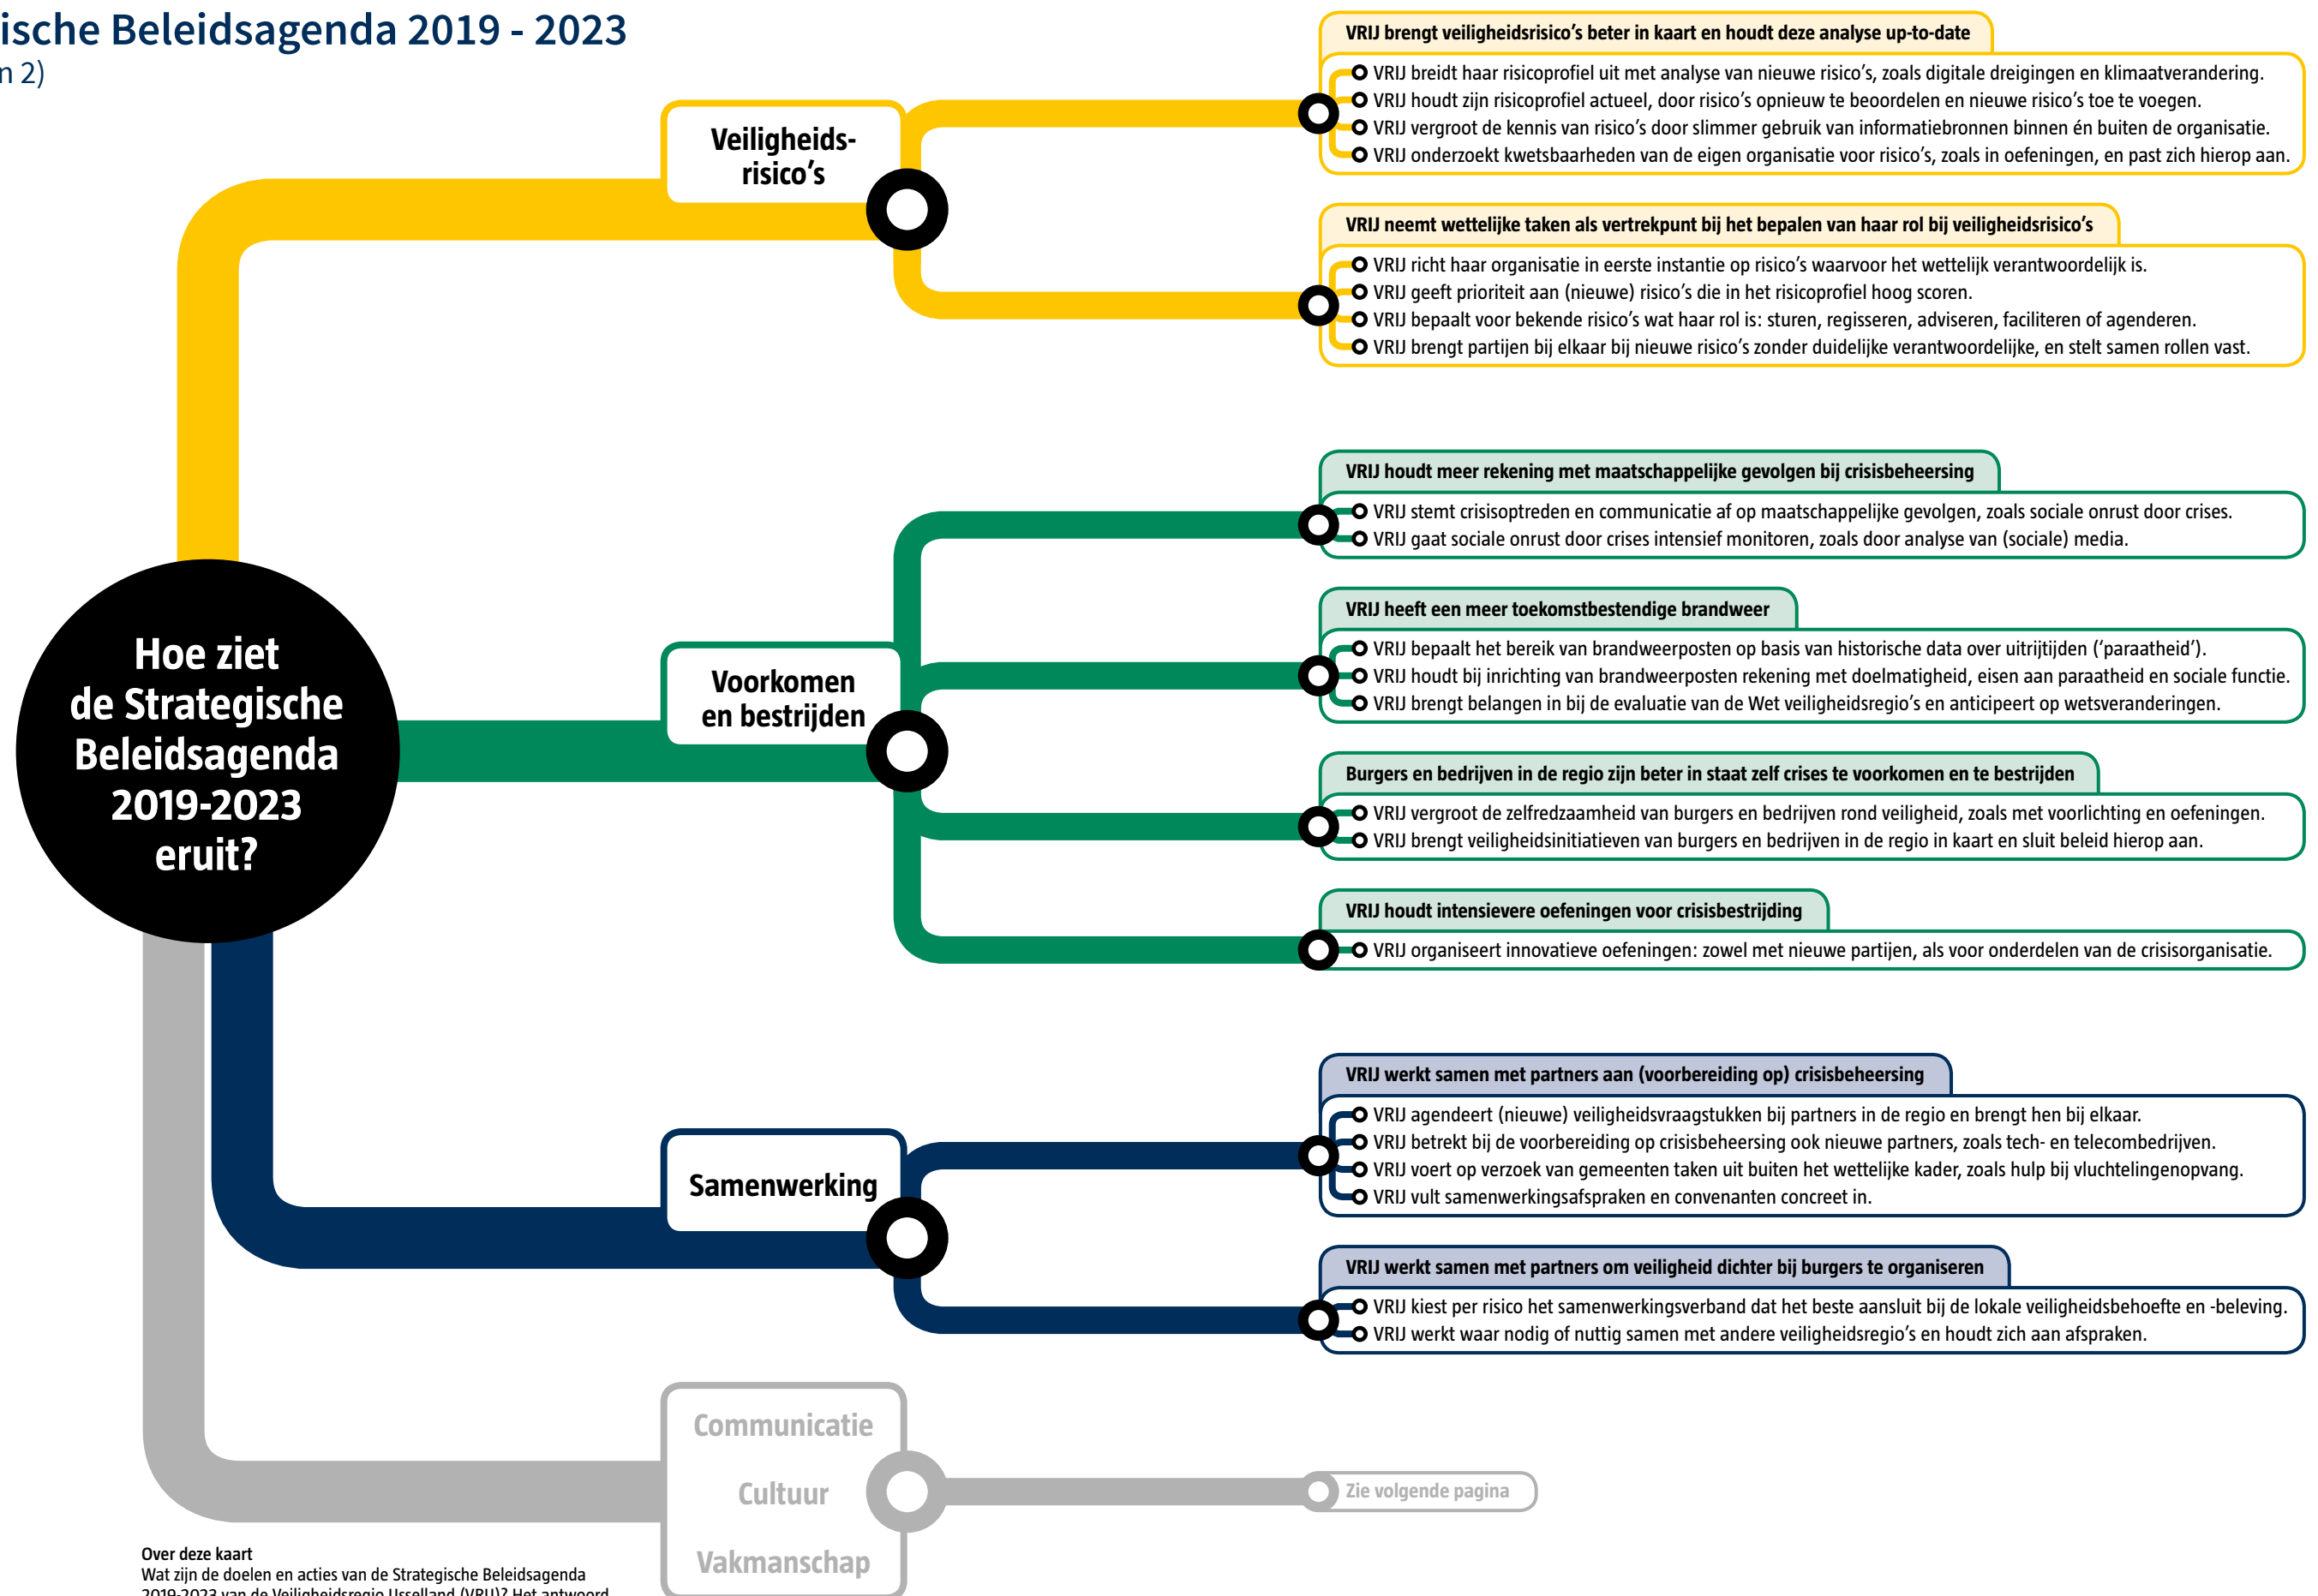 ische Beleidsagenda 2019 - 2023
n 2)
Hoe ziet
de Strategische
Beleidsagenda
2019-2023
eruit?
Veiligheids-
risico's
VRIJ brengt veiligheidsrisico's beter in kaart en houdt deze analyse up-to-date
VRIJ breidt haar risicoprofiel uit met analyse van nieuwe risico's, zoals digitale dreigingen en klimaatverandering.
VRIJ houdt zijn risicoprofiel actueel, door risico's opnieuw te beoordelen en nieuwe risico's toe te voegen.
VRIJ vergroot de kennis van risico's door slimmer gebruik van informatiebronnen binnen én buiten de organisatie.
VRIJ onderzoekt kwetsbaarheden van de eigen organisatie voor risico's, zoals in oefeningen, en past zich hierop aan.
VRIJ neemt wettelijke taken als vertrekpunt bij het bepalen van haar rol bij veiligheidsrisico's
VRIJ richt haar organisatie in eerste instantie op risico's waarvoor het wettelijk verantwoordelijk is.
VRIJ geeft prioriteit aan (nieuwe) risico's die in het risicoprofiel hoog scoren.
VRIJ bepaalt voor bekende risico's wat haar rol is: sturen, regisseren, adviseren, faciliteren of agenderen.
VRIJ brengt partijen bij elkaar bij nieuwe risico's zonder duidelijke verantwoordelijke, en stelt samen rollen vast.
Voorkomen
en bestrijden
VRIJ houdt meer rekening met maatschappelijke gevolgen bij crisisbeheersing
VRIJ stemt crisisoptreden en communicatie af op maatschappelijke gevolgen, zoals sociale onrust door crises.
VRIJ gaat sociale onrust door crises intensief monitoren, zoals door analyse van (sociale) media.
VRIJ heeft een meer toekomstbestendige brandweer
VRIJ bepaalt het bereik van brandweerposten op basis van historische data over uitrijtijden ('paraatheid').
VRIJ houdt bij inrichting van brandweerposten rekening met doelmatigheid, eisen aan paraatheid en sociale functie.
VRIJ brengt belangen in bij de evaluatie van de Wet veiligheidsregio's en anticipeert op wetsveranderingen.
Burgers en bedrijven in de regio zijn beter in staat zelf crises te voorkomen en te bestrijden
VRIJ vergroot de zelfredzaamheid van burgers en bedrijven rond veiligheid, zoals met voorlichting en oefeningen.
VRIJ brengt veiligheidsinitiatieven van burgers en bedrijven in de regio in kaart en sluit beleid hierop aan.
VRIJ houdt intensievere oefeningen voor crisisbestrijding
VRIJ organiseert innovatieve oefeningen: zowel met nieuwe partijen, als voor onderdelen van de crisisorganisatie.
Samenwerking
VRIJ werkt samen met partners aan (voorbereiding op) crisisbeheersing
VRIJ agendeert (nieuwe) veiligheidsvraagstukken bij partners in de regio en brengt hen bij elkaar.
VRIJ betrekt bij de voorbereiding op crisisbeheersing ook nieuwe partners, zoals tech- en telecombedrijven.
VRIJ voert op verzoek van gemeenten taken uit buiten het wettelijke kader, zoals hulp bij vluchtelingenopvang.
VRIJ vult samenwerkingsafspraken en convenanten concreet in.
VRIJ werkt samen met partners om veiligheid dichter bij burgers te organiseren
VRIJ kiest per risico het samenwerkingsverband dat het beste aansluit bij de lokale veiligheidsbehoefte en -beleving.
VRIJ werkt waar nodig of nuttig samen met andere veiligheidsregio's en houdt zich aan afspraken.
Communicatie
Cultuur
Vakmanschap
Zie volgende pagina
Over deze kaart
Wat zijn de doelen en acties van de Strategische Beleidsagenda
2019-2023 van de Veiligheidsregio IJsselland (VRIJ)? Het antwoord